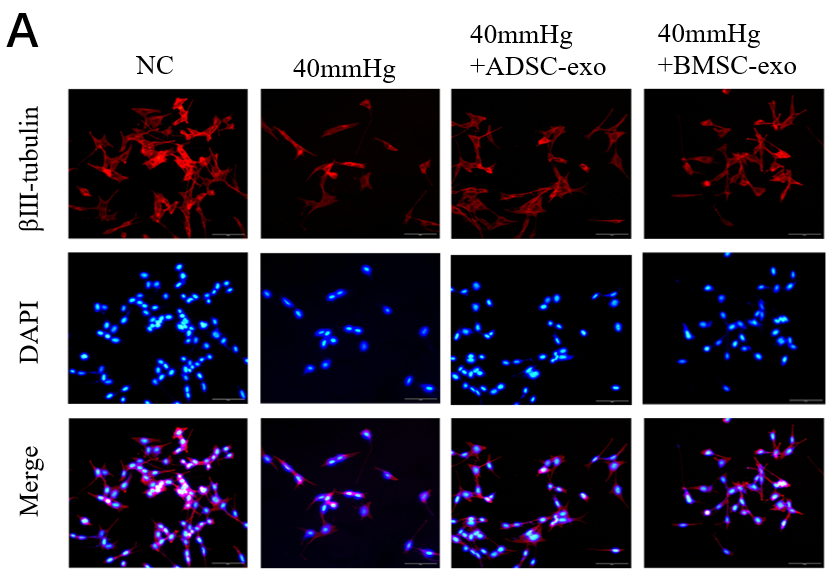 A
NC
40mmHg
40mmHg
+ADSC-exo
40mmHg
+BMSC-exo
βIII-tubulin
DAPI
Merge